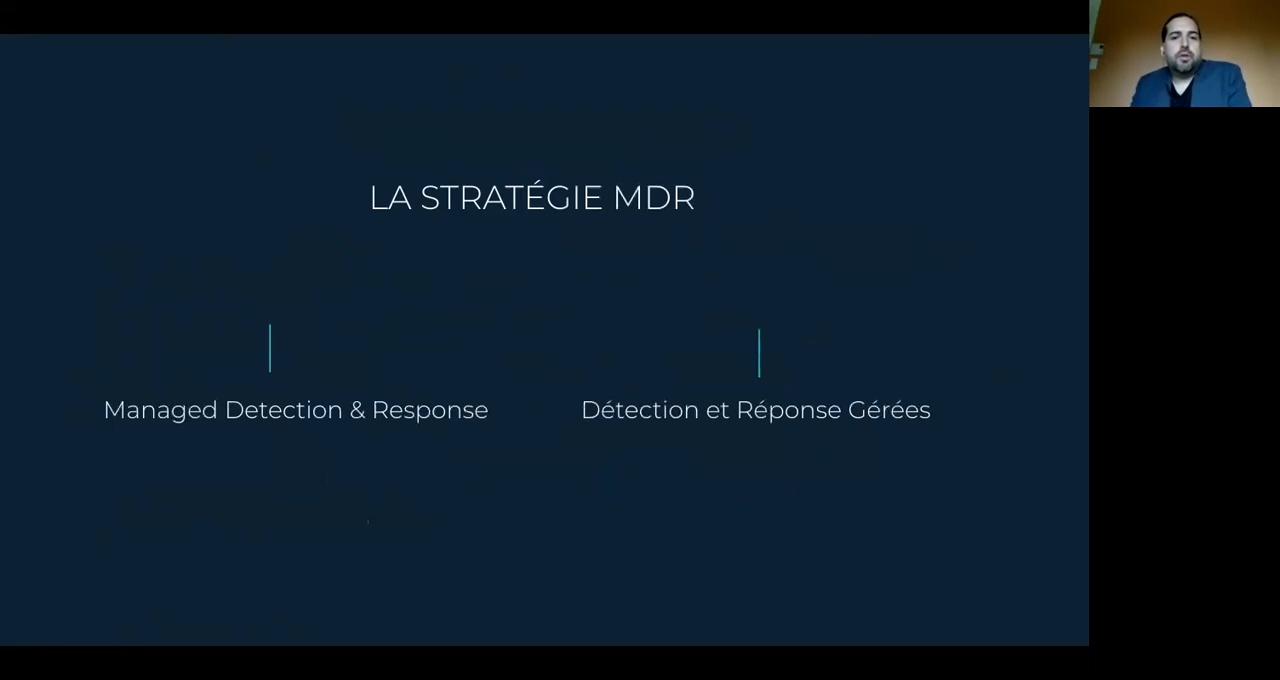 LA STRATÉGIE MDR
Managed Detection & Response
Détection et Réponse Gérées